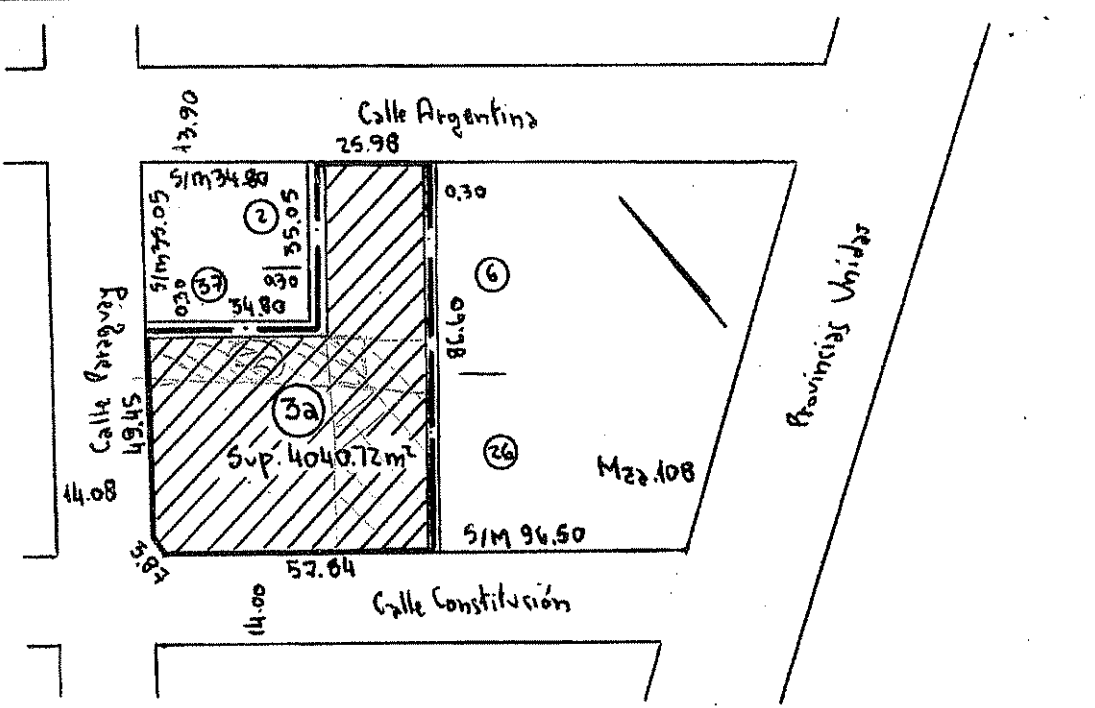 Calle Argentina
13.90
25.98
S/M 34.80
S/M 35.05
2
35.05
0.30
37
0.30
0.30
34.80
6
86.60
Provincias Unidas
Calle Paraguay
3a
Sup. 4040.72m²
26
Mza. 108
14.08
S/M 96.50
3.87
57.84
14.00
Calle Constitución